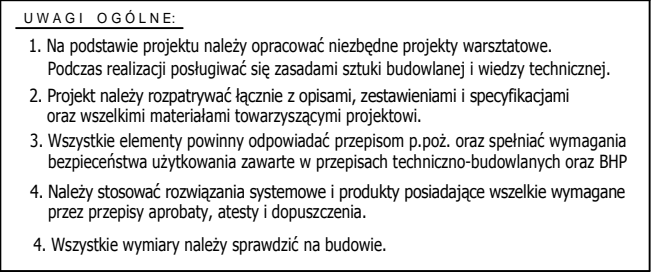 UWAGI OGÓLNE:
1. Na podstawie projektu należy opracować niezbędne projekty warsztatowe.
Podczas realizacji posługiwać się zasadami sztuki budowlanej i wiedzy technicznej.
2. Projekt należy rozpatrywać łącznie z opisami, zestawieniami i specyfikacjami
oraz wszelkimi materiałami towarzyszącymi projektowi.
3. Wszystkie elementy powinny odpowiadać przepisom p.poż. oraz spełniać wymagania
bezpieceństwa użytkowania zawarte w przepisach techniczno-budowlanych oraz BHP
4. Należy stosować rozwiązania systemowe i produkty posiadające wszelkie wymagane
przez przepisy aprobaty, atesty i dopuszczenia.
4. Wszystkie wymiary należy sprawdzić na budowie.